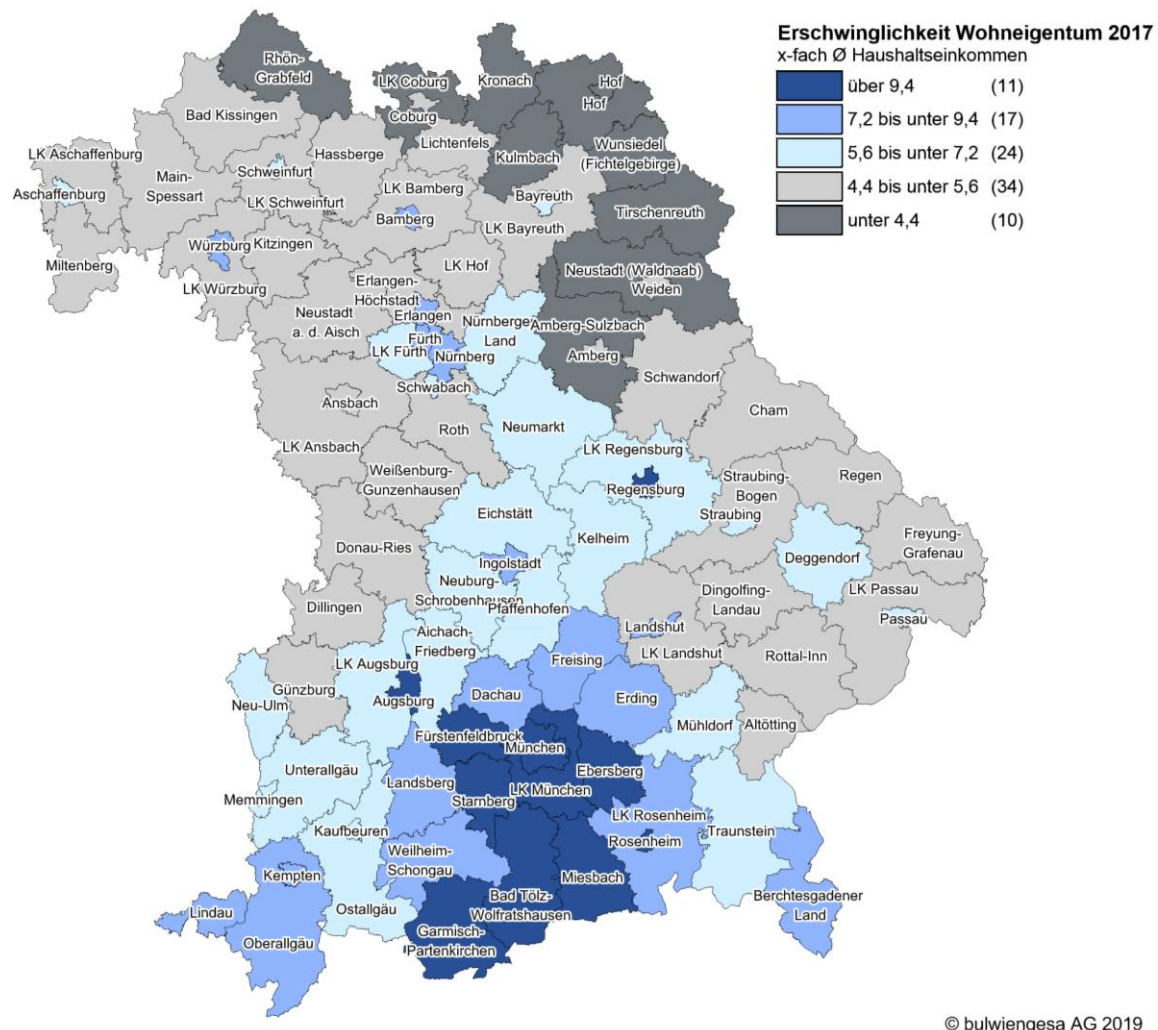 Erschwinglichkeit Wohneigentum 2017
x-fach Ø Haushaltseinkommen
über 9,4 (11)
7,2 bis unter 9,4 (17)
5,6 bis unter 7,2 (24)
4,4 bis unter 5,6 (34)
unter 4,4 (10)
Rhön-
Grabfeld
LK Coburg
Kronach
Hof
Hof
Bad Kissingen
Coburg
Lichtenfels
Wunsiedel
(Fichtelgebirge)
Kulmbach
LK Aschaffenburg
Hassberge
Schweinfurt
Main-
Spessart
Aschaffenburg
LK Bamberg
Bayreuth
LK Schweinfurt
Tirschenreuth
Bamberg
LK Bayreuth
Würzburg
Kitzingen
Miltenberg
LK Hof
Neustadt (Waldnaab)
Weiden
LK Würzburg
Erlangen-
Höchstadt
Neustadt
a. d. Aisch
Erlangen
Nürnberger
Land
Amberg-Sulzbach
Fürth
LK Fürth
Nürnberg
Amberg
Schwandorf
Schwabach
Ansbach
Cham
Roth
Neumarkt
LK Ansbach
LK Regensburg
Weißenburg-
Gunzenhausen
Straubing-
Bogen
Regen
Regensburg
Straubing
Eichstätt
Kelheim
Freyung-
Grafenau
Donau-Ries
Deggendorf
Ingolstadt
Neuburg-
Schrobenhausen
Dingolfing-
Landau
LK Passau
Dillingen
Pfaffenhofen
Passau
Landshut
Aichach-
Friedberg
LK Landshut
Rottal-Inn
LK Augsburg
Freising
Günzburg
Dachau
Erding
Neu-Ulm
Augsburg
Mühldorf
Altötting
Fürstenfeldbruck
München
Unterallgäu
Landsberg
Ebersberg
LK München
Memmingen
Starnberg
LK Rosenheim
Kaufbeuren
Traunstein
Rosenheim
Weilheim-
Schongau
Kempten
Miesbach
Bad Tölz-
Wolfratshausen
Berchtesgadener
Land
Lindau
Ostallgäu
Garmisch-
Partenkirchen
Oberallgäu
© bulwiengesa AG 2019